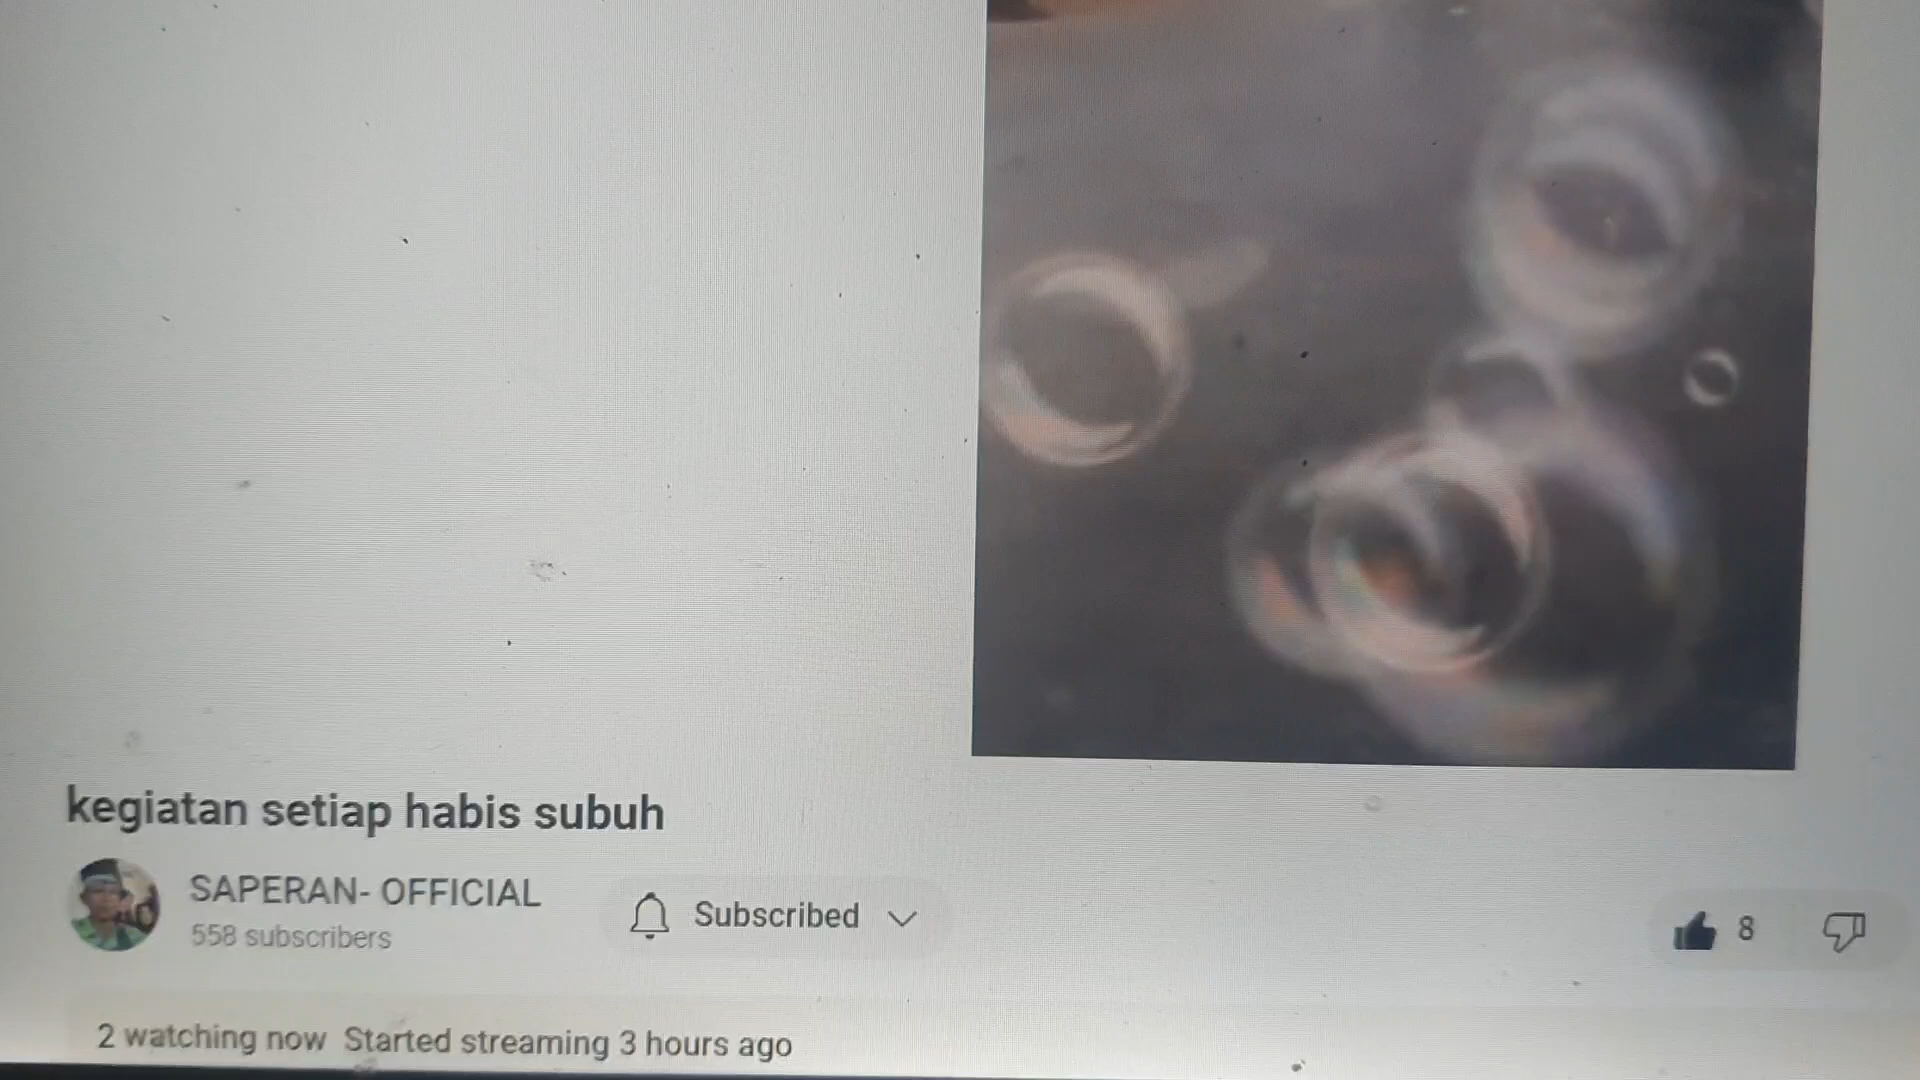 kegiatan setiap habis subuh
SAPERAN- OFFICIAL
558 subscribers
Subscribed
8
2 watching now Started streaming 3 hours ago